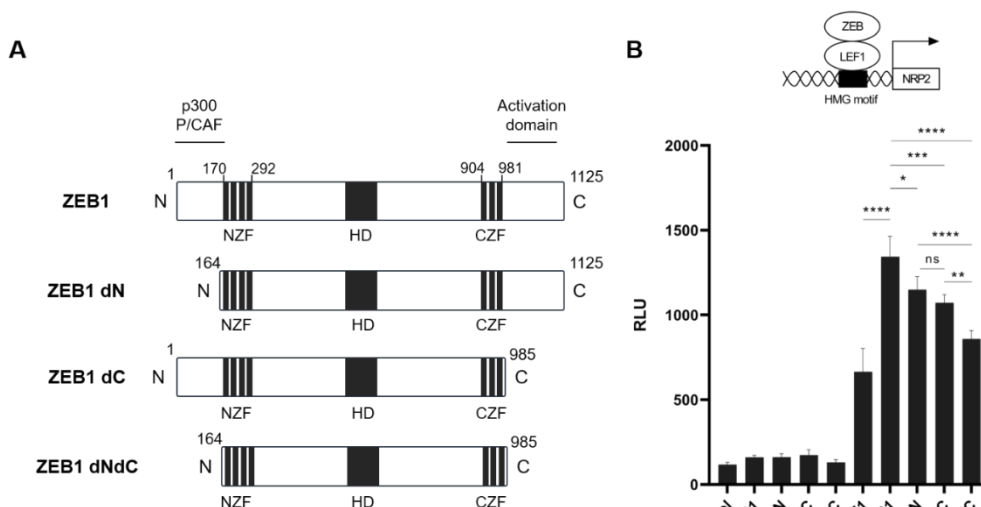 A
p300
P/CAF
Activation
domain
1
170
292
904
981
1125
ZEB1
N
C
NZF
HD
CZF
164
1125
ZEB1 dN
N
C
NZF
HD
CZF
1
985
ZEB1 dC
N
C
NZF
HD
CZF
164
985
ZEB1 dNdC
N
C
NZF
HD
CZF
B
ZEB
LEF1
NRP2
HMG motif
2000
****
***
*
1500
****
****
ns
**
RLU
1000
500
0